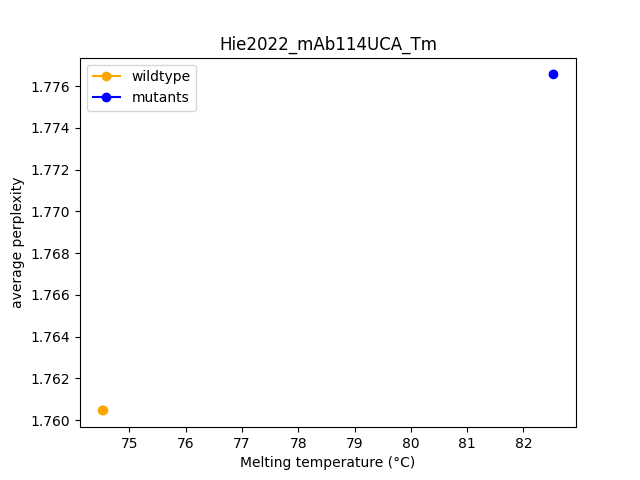 Hie2022_mAb114UCA_Tm
wildtype
mutants
1.776
1.774
1.772
1.770
1.768
1.766
1.764
1.762
1.760
average perplexity
75 76 77 78 79 80 81 82
Melting temperature (°C)